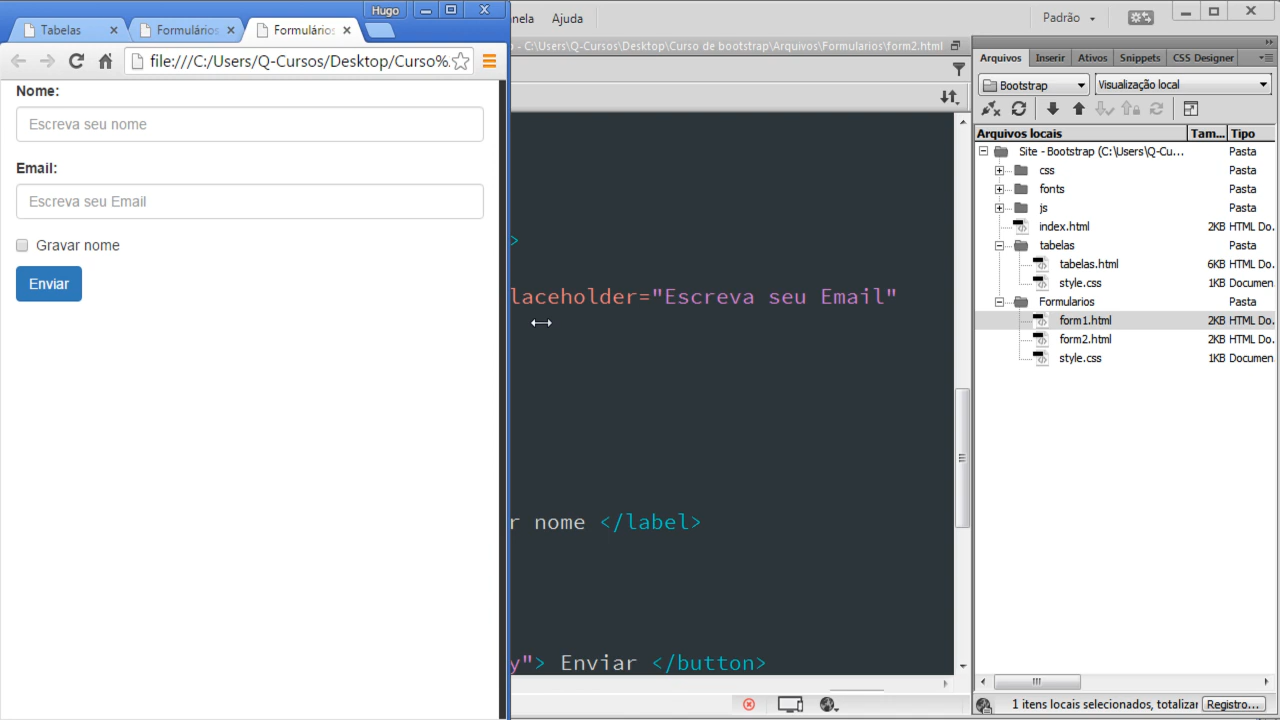 Hugo
Tabelas
Formulários
Formulários
file:///C:/Users/Q-Cursos/Desktop/Curso%.
Nome:
Escreva seu nome
Email:
Escreva seu Email
Gravar nome
Enviar
nela Ajuda
Padrão
- C:\Users\Q-Cursos\Desktop\Curso de bootstrap\Arquivos\Formularios\form2.html
>
laceholder="Escreva seu Email"
r nome </label>
y"> Enviar </button>
Arquivos Inserir Ativos Snippets CSS Designer
Bootstrap Visualização local
Arquivos locais Tam... Tipo
Site - Bootstrap (C:\Users\Q-Cu... Pasta
css Pasta
fonts Pasta
js Pasta
index.html 2KB HTML Do.
tabelas Pasta
tabelas.html 6KB HTML Do.
style.css 1KB Documen
Formularios Pasta
form1.html 2KB HTML Do.
form2.html 2KB HTML Do.
style.css 1KB Documen
1 itens locais selecionados, totalizar Registro...